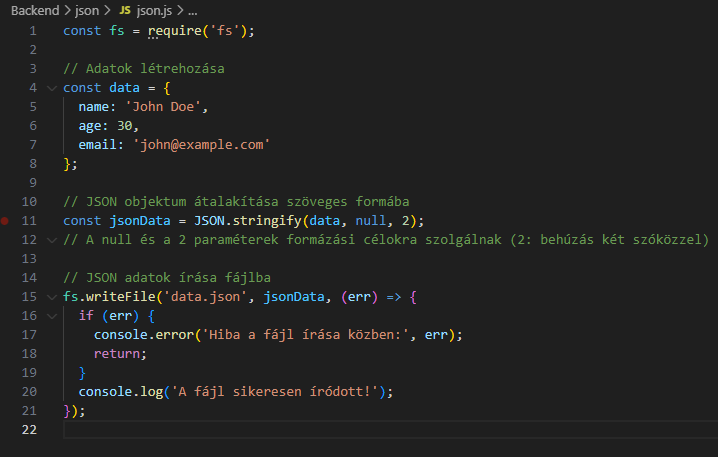 Backend > json > JS json.js > ...
1 const fs = require('fs');
2
3 // Adatok létrehozása
4 const data = {
5   name: 'John Doe',
6   age: 30,
7   email: 'john@example.com'
8 };
9
10 // JSON objektum átalakítása szöveges formába
11 const jsonData = JSON.stringify(data, null, 2);
12 // A null és a 2 paraméterek formázási célokra szolgálnak (2: behúzás két szóközzel)
13
14 // JSON adatok írása fájlba
15 fs.writeFile('data.json', jsonData, (err) => {
16   if (err) {
17     console.error('Hiba a fájl írása közben:', err);
18     return;
19   }
20   console.log('A fájl sikeresen íródott!');
21 });
22